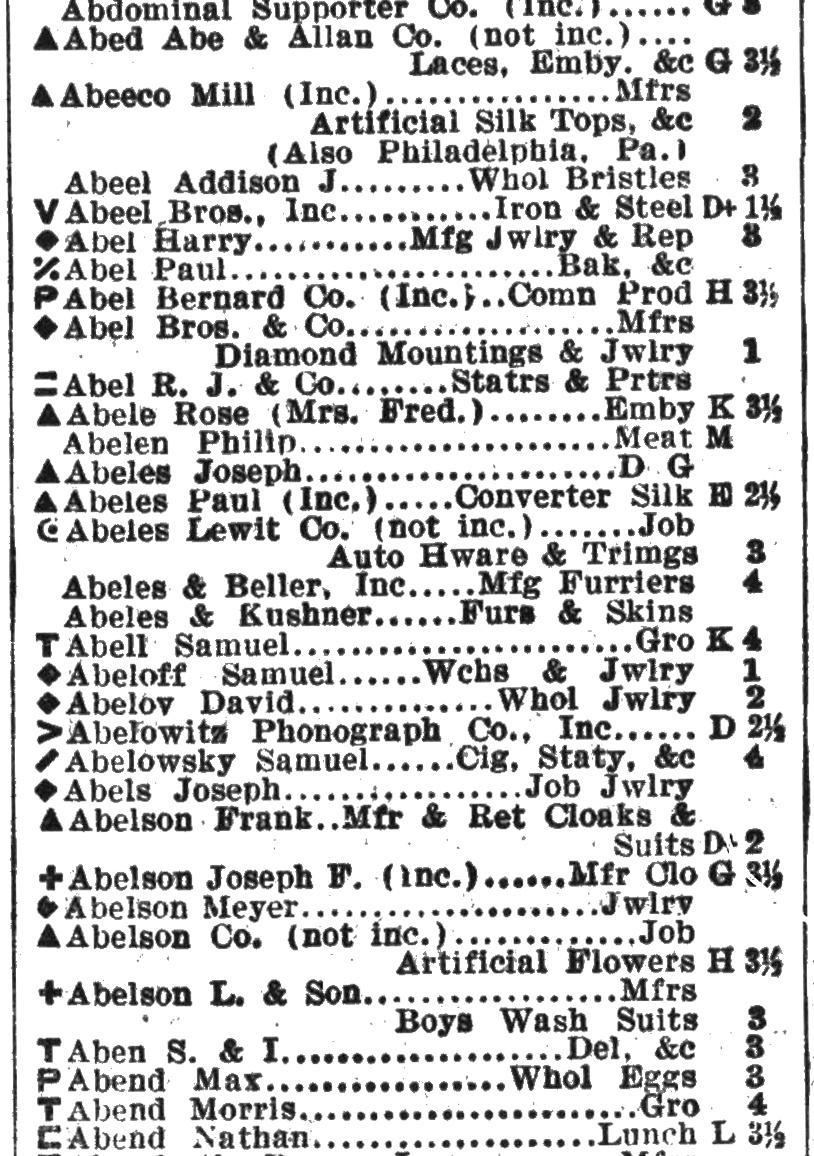 Abdominal Supporter Co. (Inc.)...... G 3
▲Abed Abe & Allan Co. (not inc.)....
Laces, Emby. &c G 3½
▲Abeeco Mill (Inc.)................Mfrs
Artificial Silk Tops, &c 2
(Also Philadelphia, Pa.)
Abeel Addison J.........Whol Bristles 3
V Abeel Bros., Inc...........Iron & Steel D+ 1½
◆Abel Harry...........Mfg Jwlry & Rep 3
٪Abel Paul.......................Bak, &c
P Abel Bernard Co. (Inc.)..Comn Prod H 3½
◆Abel Bros. & Co...................Mfrs
Diamond Mountings & Jwlry 1
=Abel R. J. & Co........Statrs & Prtrs
▲Abele Rose (Mrs. Fred.)........Emby K 3½
Abelen Philip......................Meat M
▲Abeles Joseph......................D G
▲Abeles Paul (Inc.).....Converter Silk E 2½
Abeles Lewit Co. (not inc.).......Job
Auto Hware & Trimgs 3
Abeles & Beller, Inc.....Mfg Furriers 4
Abeles & Kushner......Furs & Skins
T Abell Samuel........................Gro K 4
◆Abeloff Samuel......Wchs & Jwlry 1
◆Abelov David..............Whol Jwlry 2
>Abelowitz Phonograph Co., Inc...... D 2½
Abelowsky Samuel......Cig, Staty, &c 4
◆Abels Joseph.................Job Jwlry
▲Abelson Frank..Mfr & Ret Cloaks &
Suits D+ 2
+Abelson Joseph F. (Inc.)......Mfr Clo G 3½
◆Abelson Meyer.....................Jwlry
▲Abelson Co. (not inc.).............Job
Artificial Flowers H 3½
+Abelson L. & Son..................Mfrs
Boys Wash Suits 3
T Aben S. & I....................Del, &c 3
P Abend Max.................Whol Eggs 3
T Abend Morris........................Gro 4
Abend Nathan....................Lunch L 3½